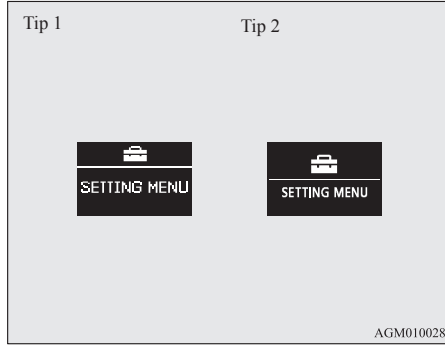 Tip 1
Tip 2
SETTING MENU
SETTING MENU
AGM010028